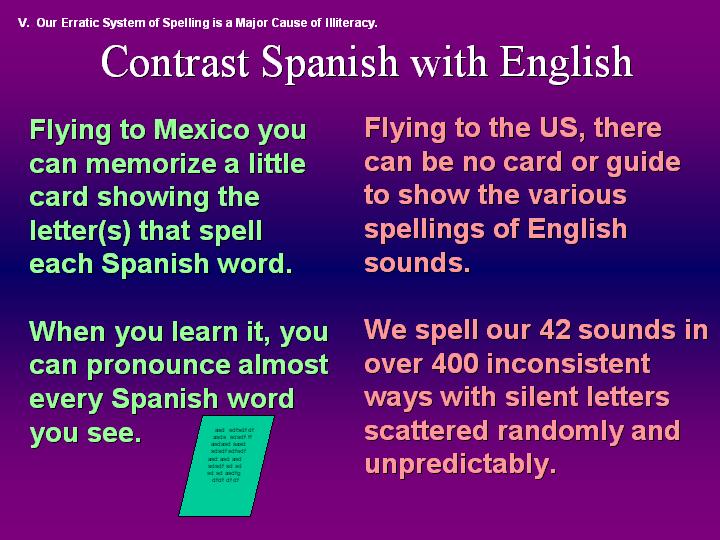 V. Our Erratic System of Spelling is a Major Cause of Illiteracy.
Contrast Spanish with English
Flying to Mexico you
can memorize a little
card showing the
letter(s) that spell
each Spanish word.
When you learn it, you
can pronounce almost
every Spanish word
you see.
Flying to the US, there
can be no card or guide
to show the various
spellings of English
sounds.
We spell our 42 sounds in
over 400 inconsistent
ways with silent letters
scattered randomly and
unpredictably.